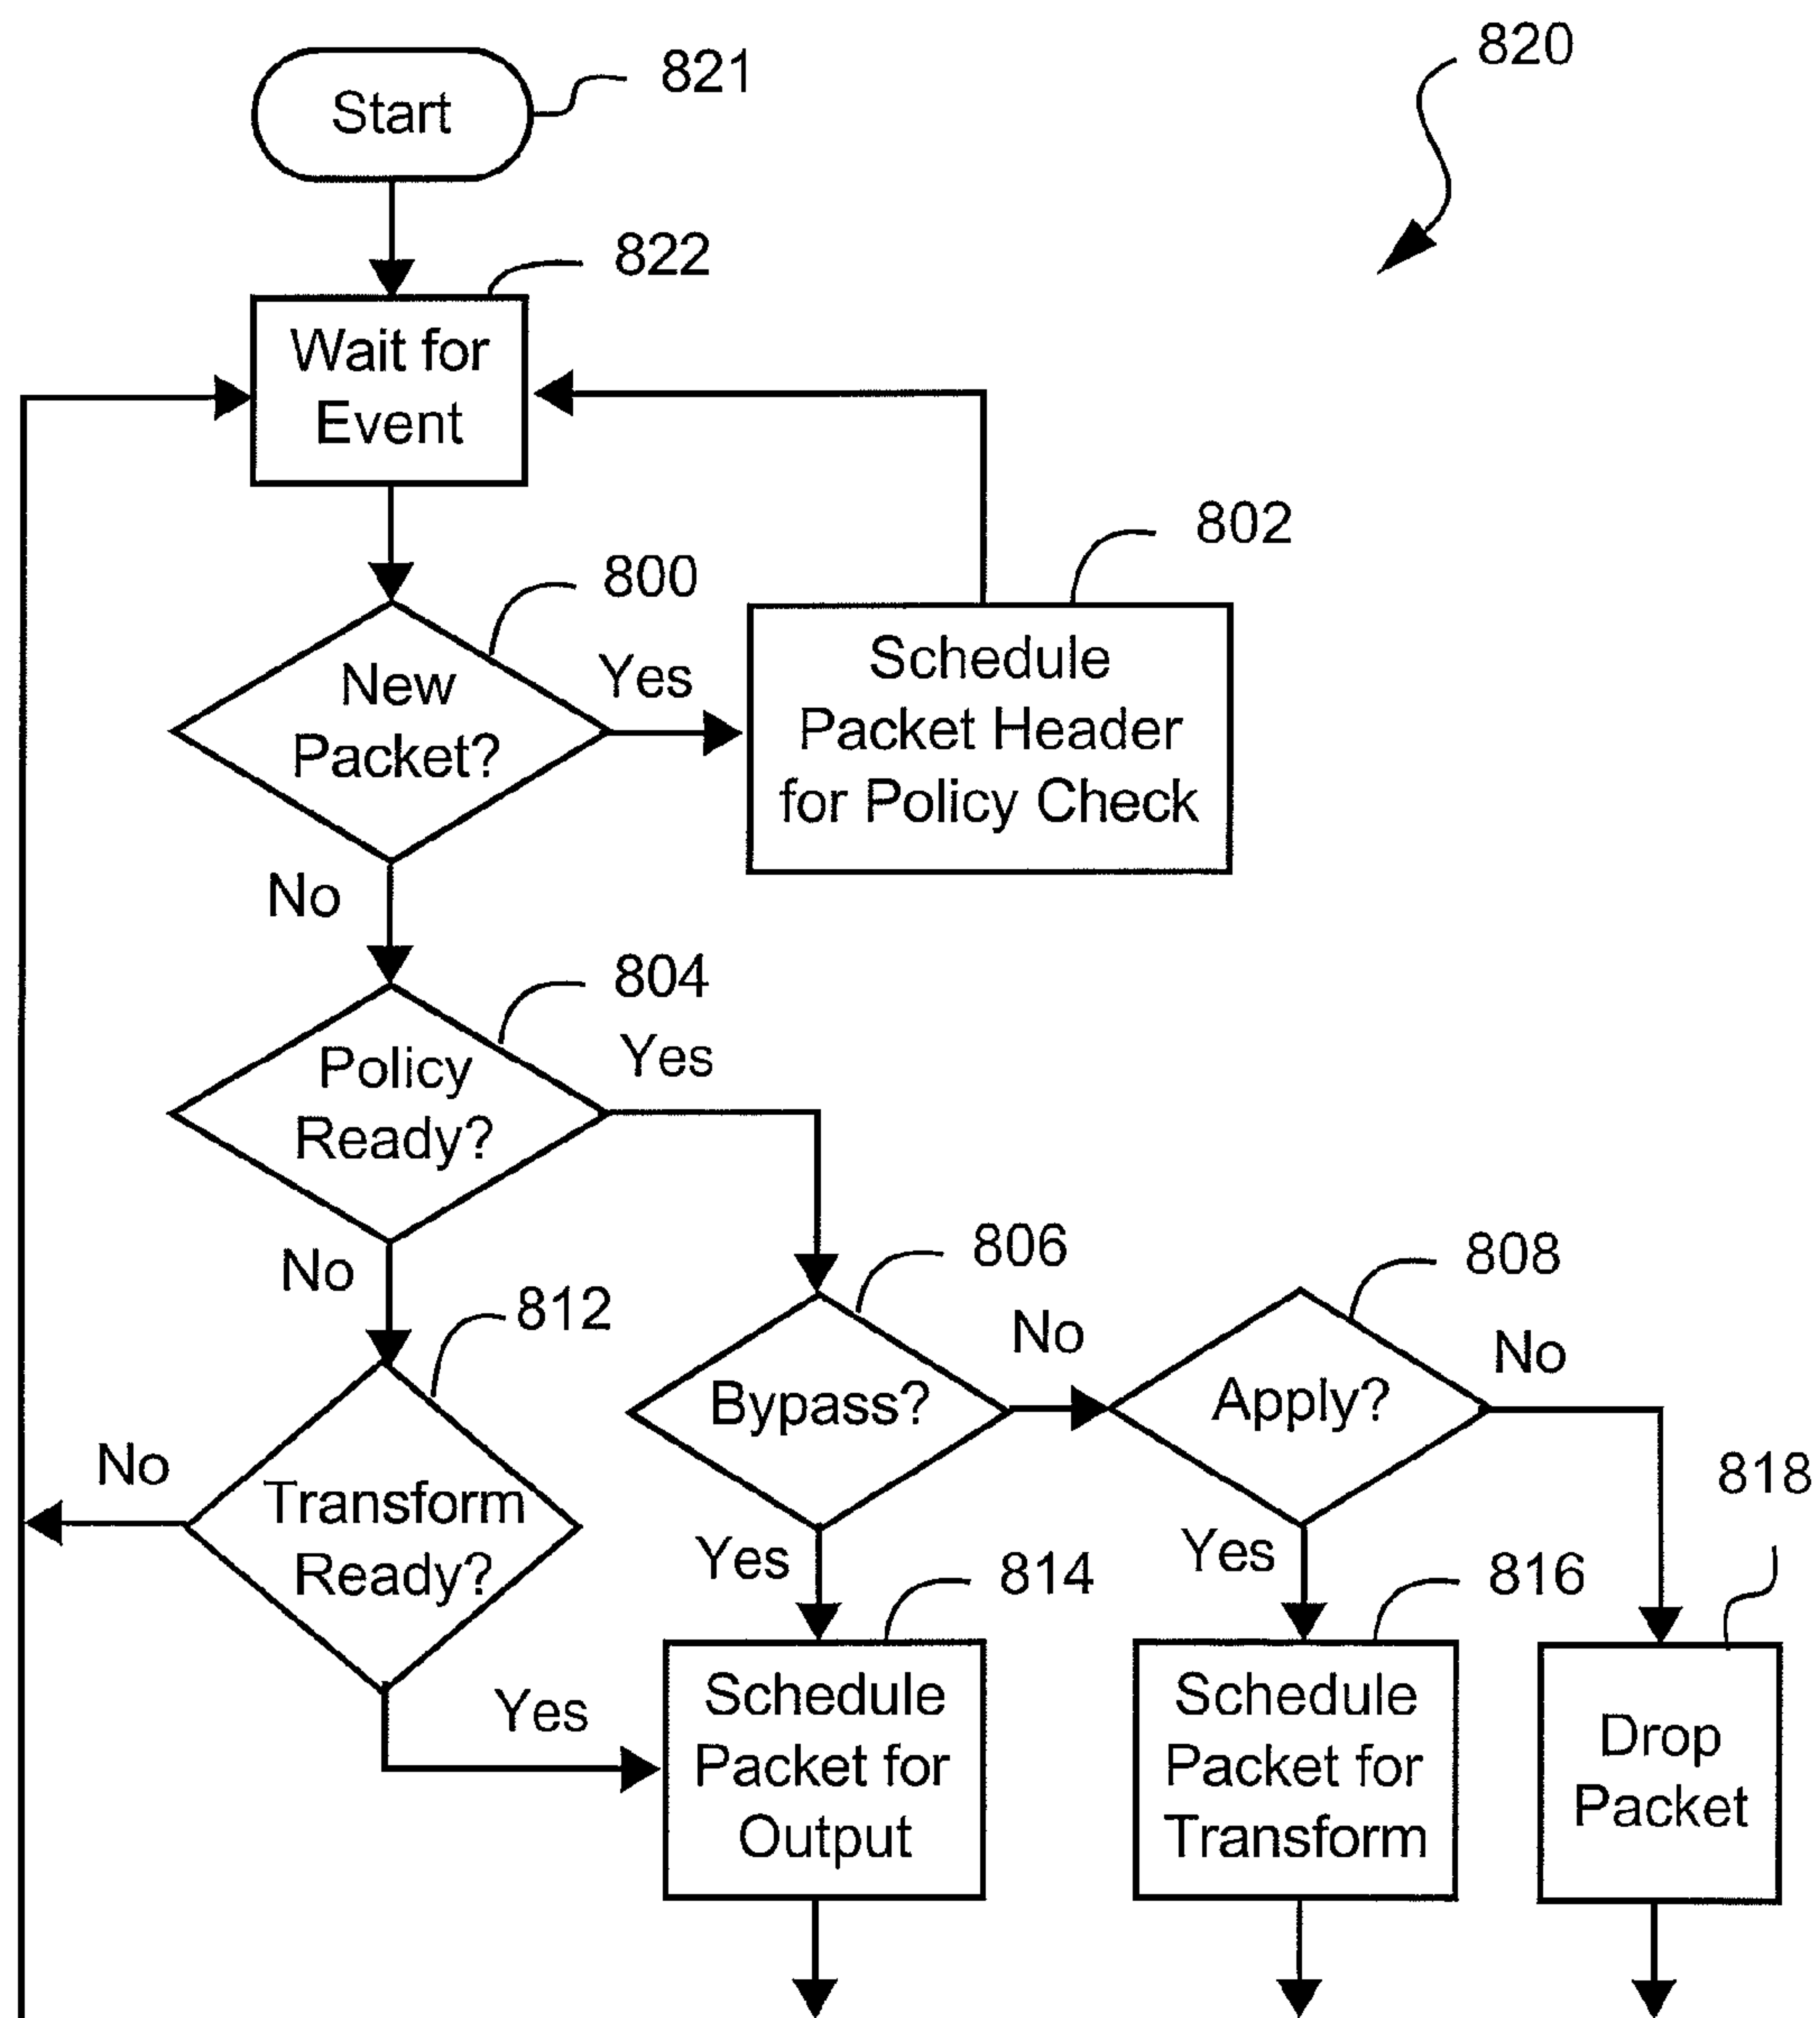 820
821
Start
822
Wait for
Event
802
800
Schedule
Packet Header
for Policy Check
Yes
New
Packet?
No
804
Yes
Policy
Ready?
No
806
808
812
No
No
Bypass?
Apply?
No
Transform
Ready?
818
Yes
814
Yes
816
Yes
Schedule
Packet for
Output
Schedule
Packet for
Transform
Drop
Packet